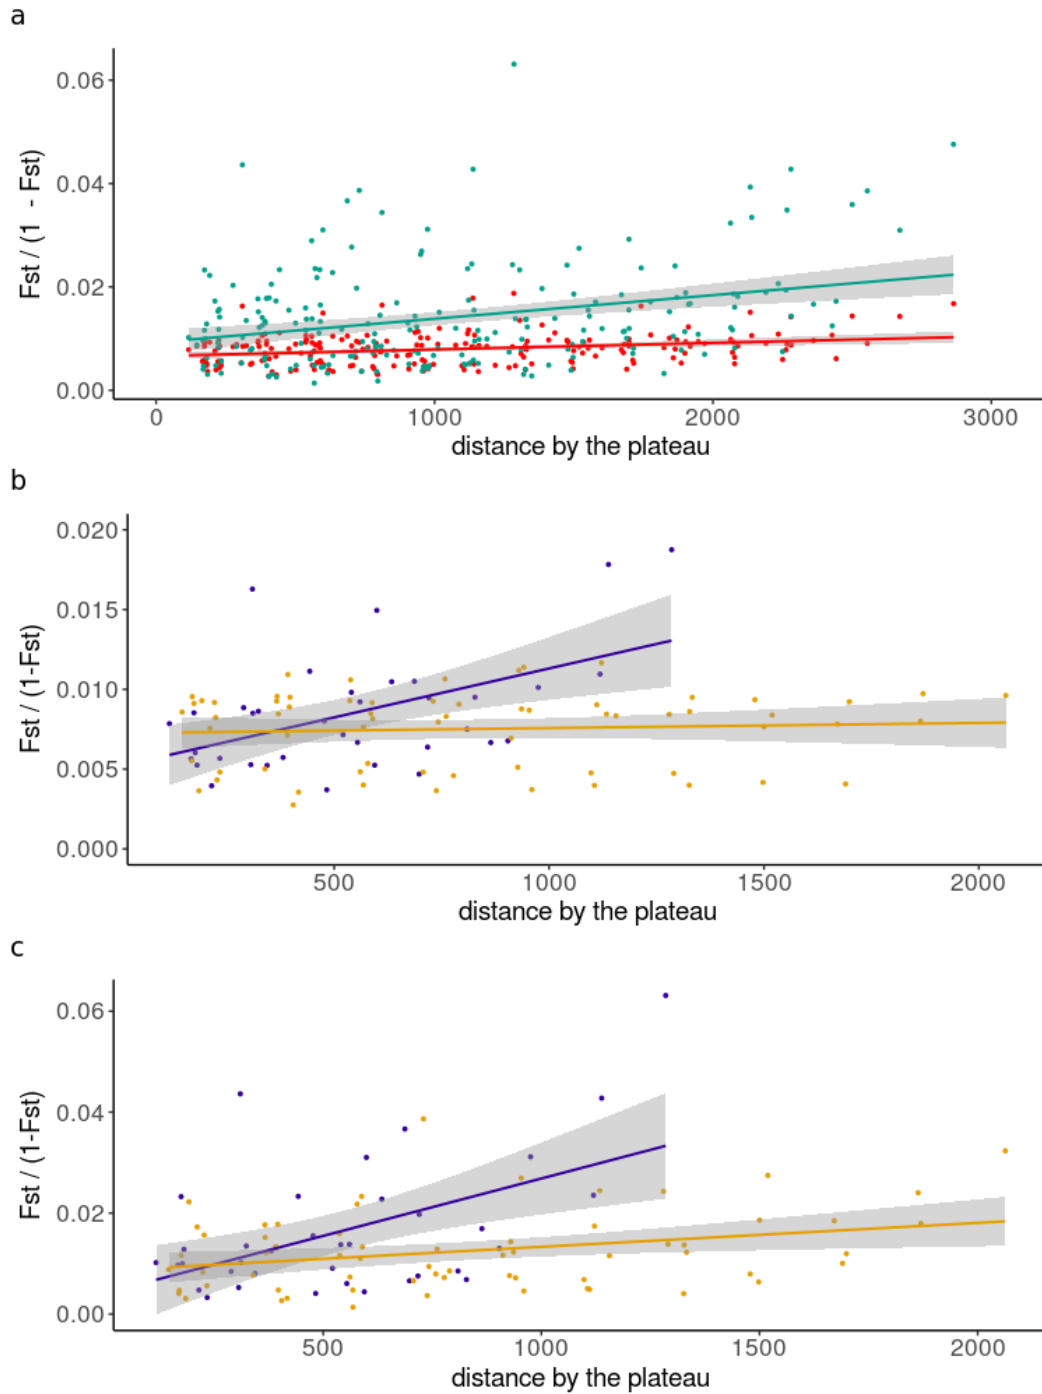 a
Fst / (1 - Fst)
0.06
0.04
0.02
0.00
0 1000 2000 3000
distance by the plateau
b
Fst / (1-Fst)
0.020
0.015
0.010
0.005
0.000
500 1000 1500 2000
distance by the plateau
c
Fst / (1-Fst)
0.06
0.04
0.02
0.00
500 1000 1500 2000
distance by the plateau